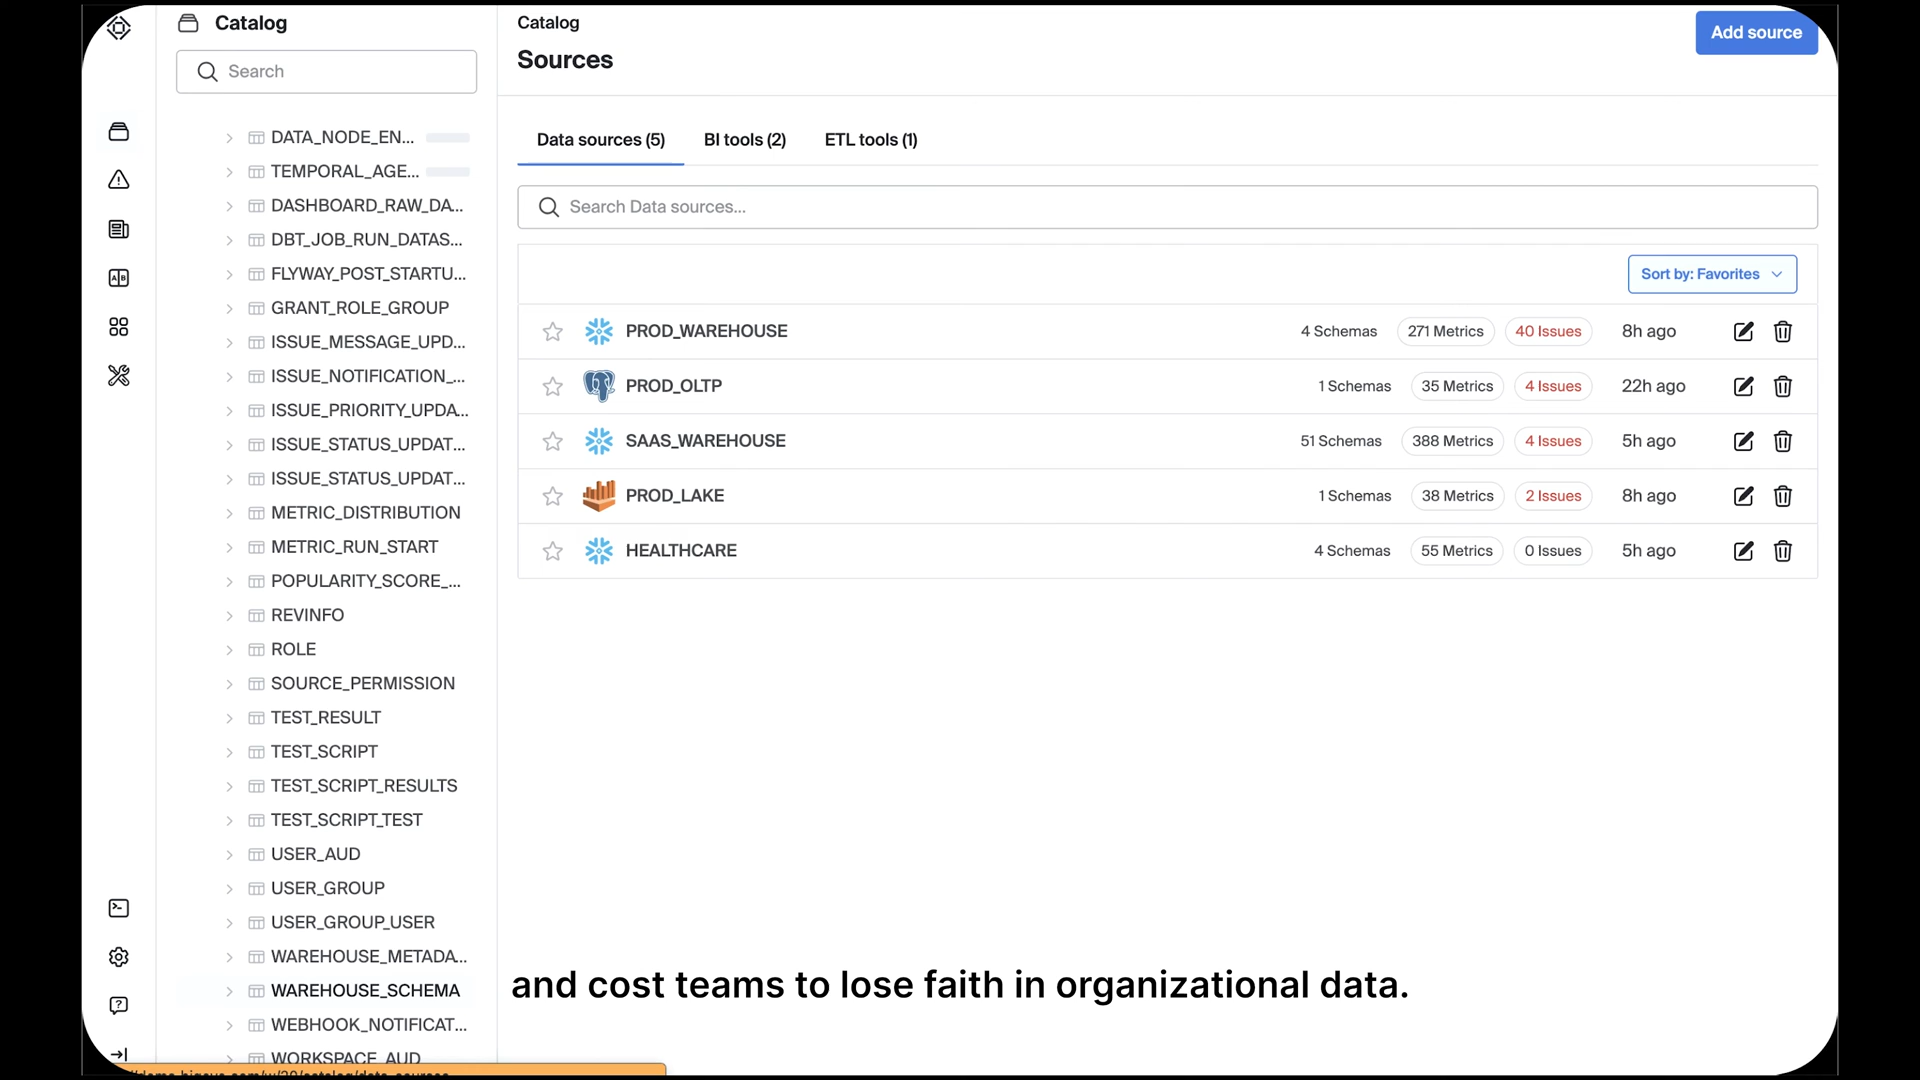 Catalog
Search
DATA_NODE_EN...
TEMPORAL_AGE...
DASHBOARD_RAW_DA...
DBT_JOB_RUN_DATAS...
FLYWAY_POST_STARTU...
GRANT_ROLE_GROUP
ISSUE_MESSAGE_UPD...
ISSUE_NOTIFICATION_...
ISSUE_PRIORITY_UPDA...
ISSUE_STATUS_UPDAT...
ISSUE_STATUS_UPDAT...
METRIC_DISTRIBUTION
METRIC_RUN_START
POPULARITY_SCORE_...
REVINFO
ROLE
SOURCE_PERMISSION
TEST_RESULT
TEST_SCRIPT
TEST_SCRIPT_RESULTS
TEST_SCRIPT_TEST
USER_AUD
USER_GROUP
USER_GROUP_USER
WAREHOUSE_METADA...
WAREHOUSE_SCHEMA
WEBHOOK_NOTIFICAT...
WORKSPACE_AUD
Catalog
Sources
Add source
Data sources (5) BI tools (2) ETL tools (1)
Search Data sources...
Sort by: Favorites
PROD_WAREHOUSE 4 Schemas 271 Metrics 40 Issues 8h ago
PROD_OLTP 1 Schemas 35 Metrics 4 Issues 22h ago
SAAS_WAREHOUSE 51 Schemas 388 Metrics 4 Issues 5h ago
PROD_LAKE 1 Schemas 38 Metrics 2 Issues 8h ago
HEALTHCARE 4 Schemas 55 Metrics 0 Issues 5h ago
and cost teams to lose faith in organizational data.